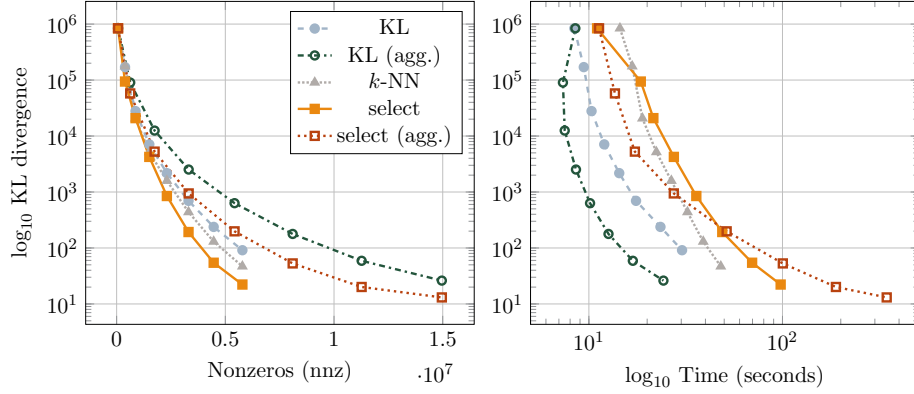 10^6
10^5
10^4
10^3
10^2
10^1
log_10 KL divergence
KL
KL (agg.)
k-NN
select
select (agg.)
0 0.5 1 1.5
·10^7
Nonzeros (nnz)
10^6
10^5
10^4
10^3
10^2
10^1
10^1 10^2
log_10 Time (seconds)